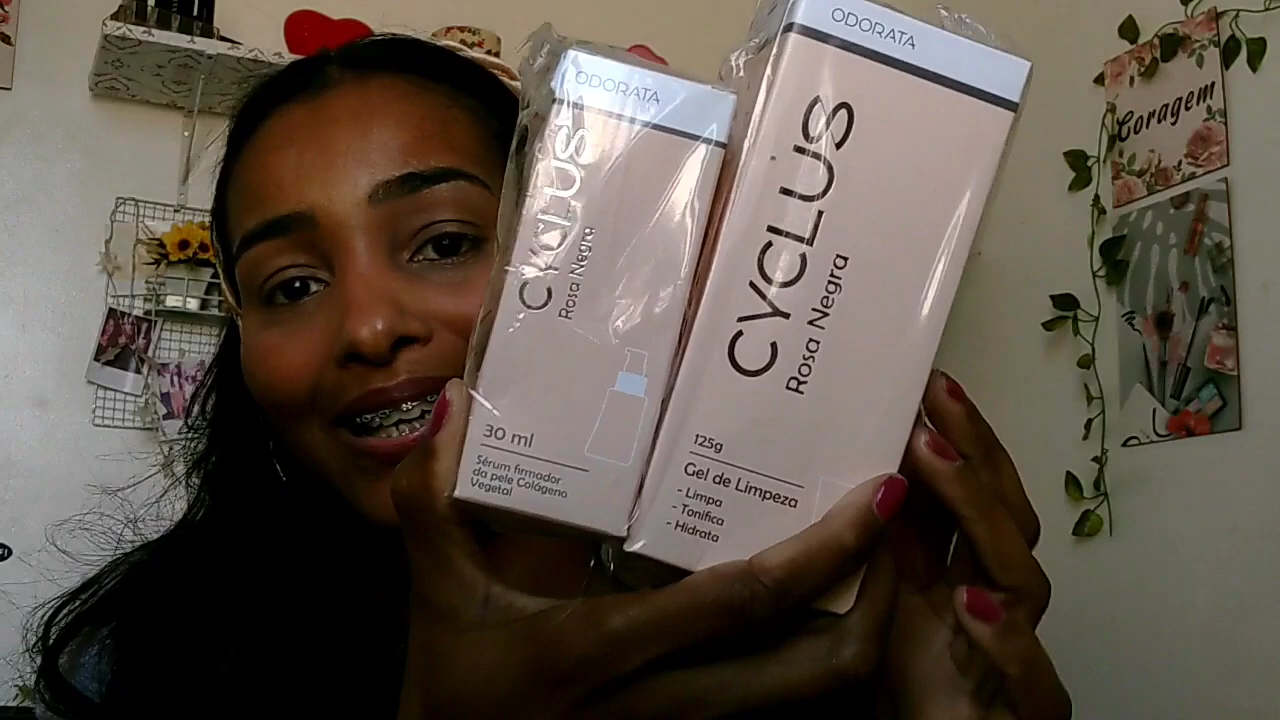 ODORATA
CYCLUS
Rosa Negra
30 ml
Sérum firmador
da pele Colágeno
Vegetal
ODORATA
CYCLUS
Rosa Negra
125g
Gel de Limpeza
- Limpa
- Tonifica
- Hidrata
Coragem